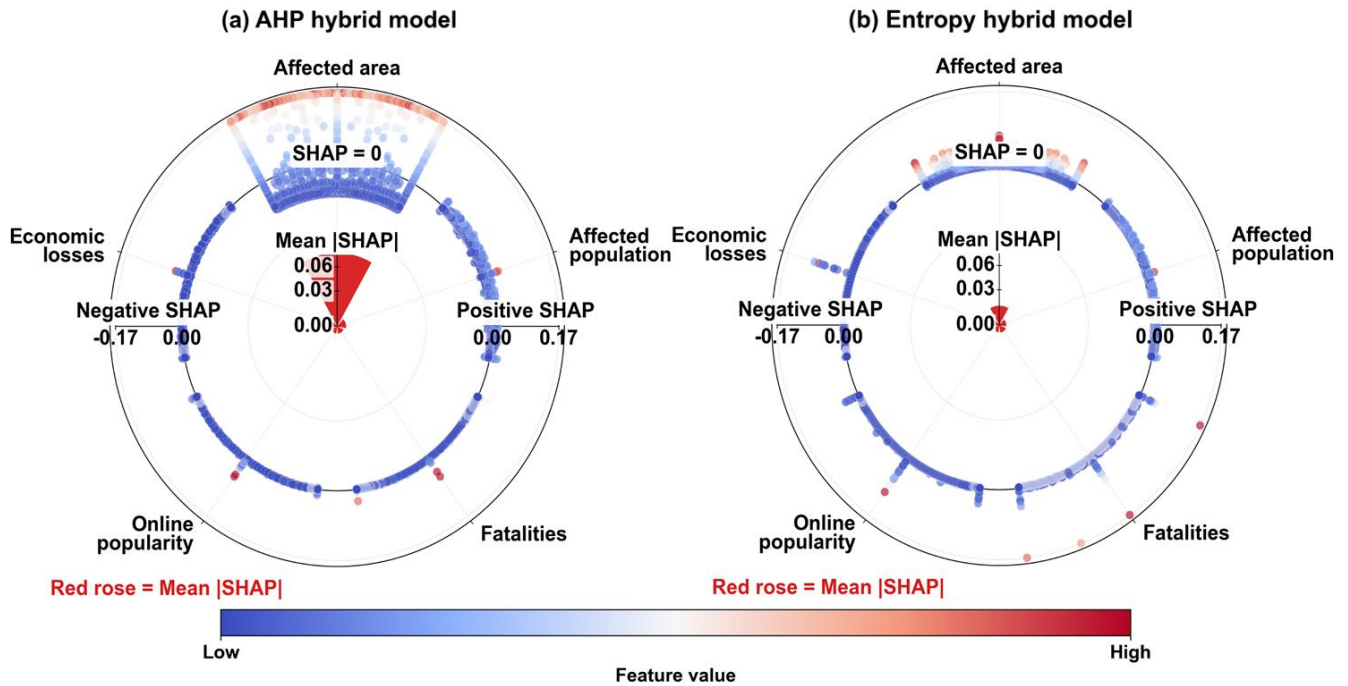 (a) AHP hybrid model
Affected area
SHAP = 0
Economic
losses
Affected
population
Mean |SHAP|
0.06
0.03
0.00
Negative SHAP
-0.17
0.00
Positive SHAP
0.00
0.17
Online
popularity
Fatalities
Red rose = Mean |SHAP|
(b) Entropy hybrid model
Affected area
SHAP = 0
Economic
losses
Affected
population
Mean |SHAP|
0.06
0.03
0.00
Negative SHAP
-0.17
0.00
Positive SHAP
0.00
0.17
Online
popularity
Fatalities
Red rose = Mean |SHAP|
Low
High
Feature value